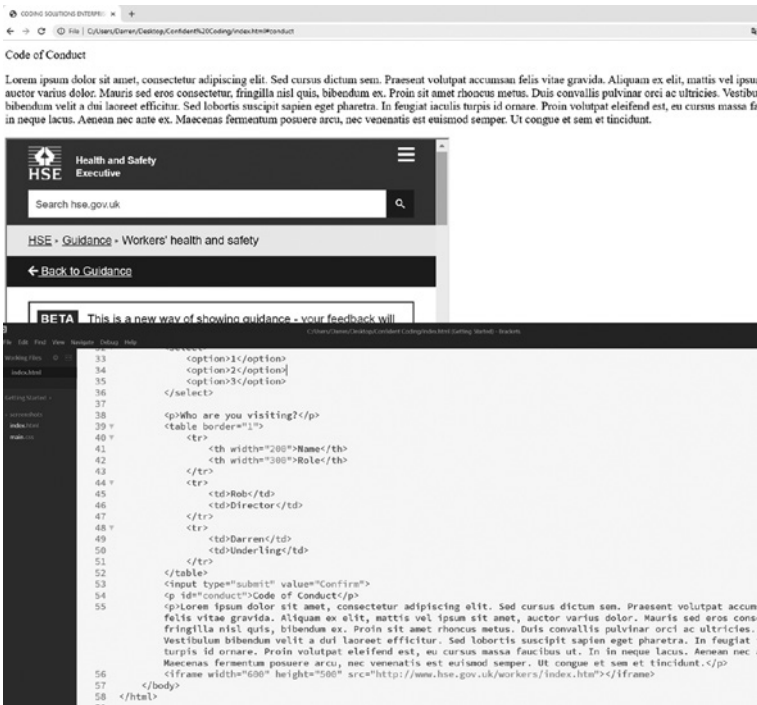 CODING SOLUTIONS ENTERPRI × +
File | C:/Users/Darren/Desktop/Confident%20Coding/index.html#conduct
Code of Conduct
Lorem ipsum dolor sit amet, consectetur adipiscing elit. Sed cursus dictum sem. Praesent volutpat accumsan felis vitae gravida. Aliquam ex elit, mattis vel ipsu
auctor varius dolor. Mauris sed eros consectetur, fringilla nisl quis, bibendum ex. Proin sit amet rhoncus metus. Duis convallis pulvinar orci ac ultricies. Vestibu
bibendum velit a dui laoreet efficitur. Sed lobortis suscipit sapien eget pharetra. In feugiat iaculis turpis id ornare. Proin volutpat eleifend est, eu cursus massa fa
in neque lacus. Aenean nec ante ex. Maecenas fermentum posuere arcu, nec venenatis est euismod semper. Ut congue et sem et tincidunt.
HSE
Health and Safety
Executive
Search hse.gov.uk
HSE › Guidance › Workers' health and safety
← Back to Guidance
BETA This is a new way of showing guidance - your feedback will
C:/Users/Darren/Desktop/Confident Coding/index.html (Getting Started) - Brackets
File Edit Find View Navigate Debug Help
Working Files
index.html
Getting Started
screenshots
index.html
main.css
32 <select>
33 <option>1</option>
34 <option>2</option>
35 <option>3</option>
36 </select>
37
38 <p>Who are you visiting?</p>
39 <table border="1">
40 <tr>
41 <th width="200">Name</th>
42 <th width="300">Role</th>
43 </tr>
44 <tr>
45 <td>Rob</td>
46 <td>Director</td>
47 </tr>
48 <tr>
49 <td>Darren</td>
50 <td>Underling</td>
51 </tr>
52 </table>
53 <input type="submit" value="Confirm">
54 <p id="conduct">Code of Conduct</p>
55 <p>Lorem ipsum dolor sit amet, consectetur adipiscing elit. Sed cursus dictum sem. Praesent volutpat accum
felis vitae gravida. Aliquam ex elit, mattis vel ipsum sit amet, auctor varius dolor. Mauris sed eros cons
fringilla nisl quis, bibendum ex. Proin sit amet rhoncus metus. Duis convallis pulvinar orci ac ultricies.
Vestibulum bibendum velit a dui laoreet efficitur. Sed lobortis suscipit sapien eget pharetra. In feugiat
turpis id ornare. Proin volutpat eleifend est, eu cursus massa faucibus ut. In in neque lacus. Aenean nec
Maecenas fermentum posuere arcu, nec venenatis est euismod semper. Ut congue et sem et tincidunt.</p>
56 <iframe width="600" height="500" src="http://www.hse.gov.uk/workers/index.htm"></iframe>
57 </body>
58 </html>